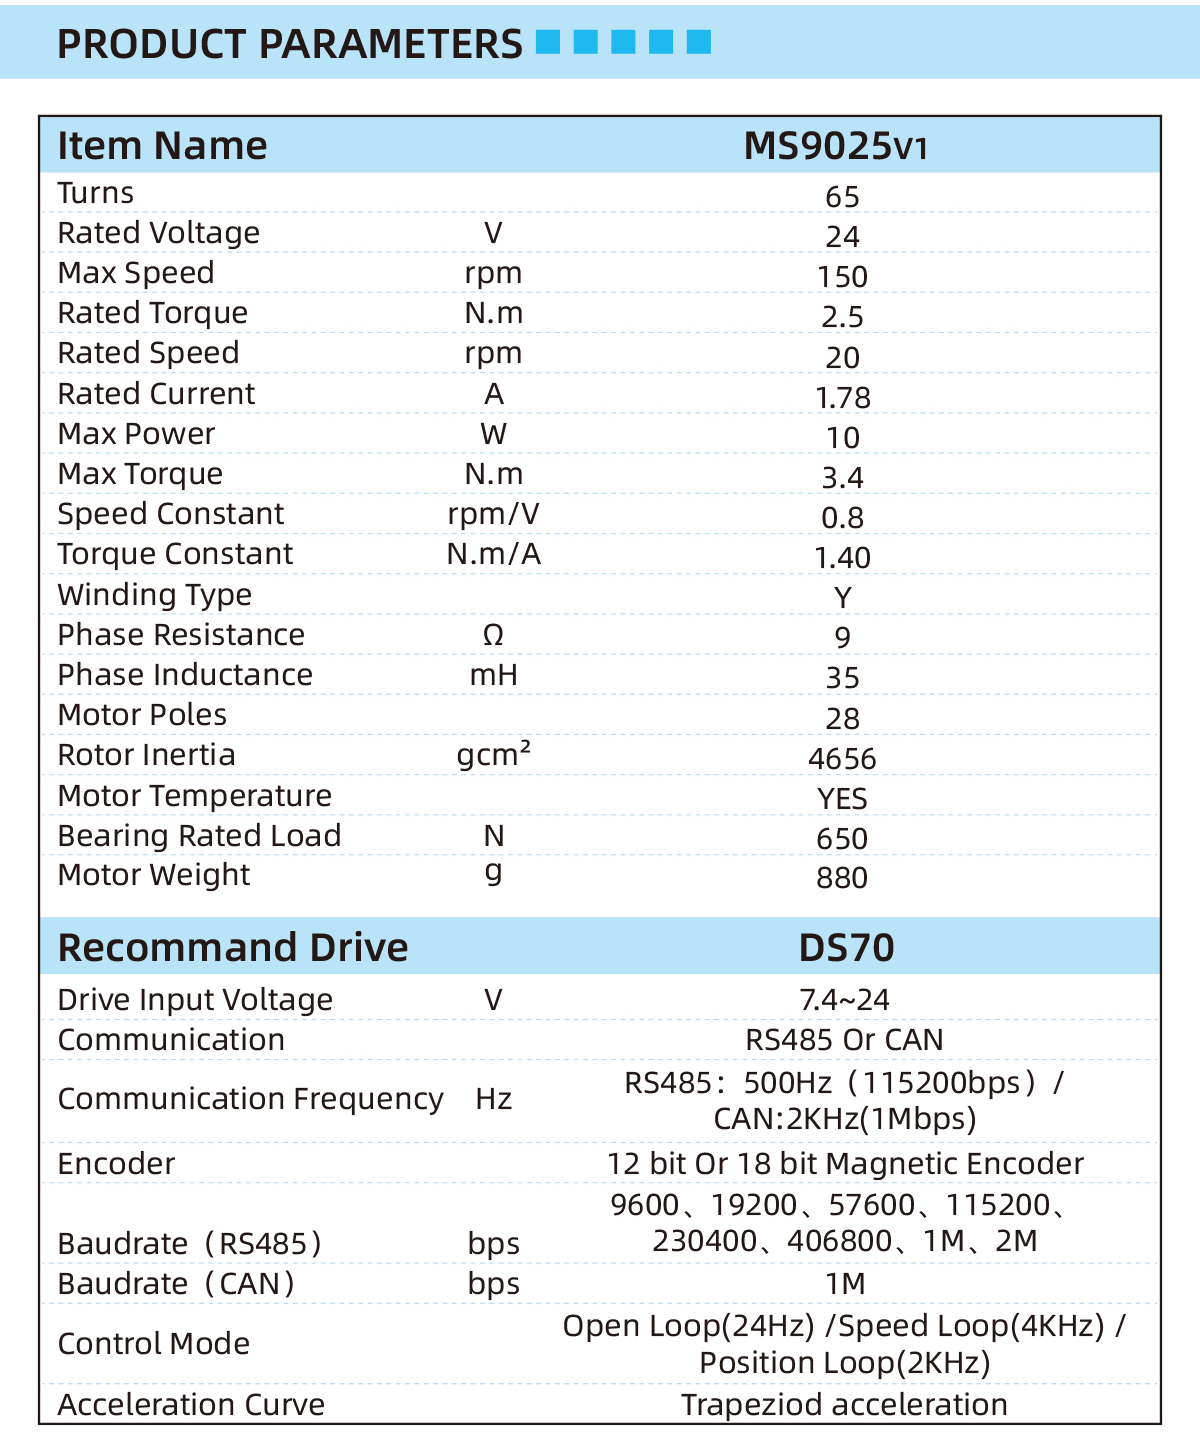 PRODUCT PARAMETERS
Item Name MS9025V1
Turns 65
Rated Voltage V 24
Max Speed rpm 150
Rated Torque N.m 2.5
Rated Speed rpm 20
Rated Current A 1.78
Max Power W 10
Max Torque N.m 3.4
Speed Constant rpm/V 0.8
Torque Constant N.m/A 1.40
Winding Type Y
Phase Resistance Ω 9
Phase Inductance mH 35
Motor Poles 28
Rotor Inertia gcm² 4656
Motor Temperature YES
Bearing Rated Load N 650
Motor Weight g 880
Recommand Drive DS70
Drive Input Voltage V 7.4~24
Communication RS485 Or CAN
Communication Frequency Hz RS485：500Hz（115200bps）/
CAN:2KHz(1Mbps)
Encoder 12 bit Or 18 bit Magnetic Encoder
9600、19200、57600、115200、
Baudrate（RS485） bps 230400、406800、1M、2M
Baudrate（CAN） bps 1M
Control Mode Open Loop(24Hz) /Speed Loop(4KHz) /
Position Loop(2KHz)
Acceleration Curve Trapeziod acceleration